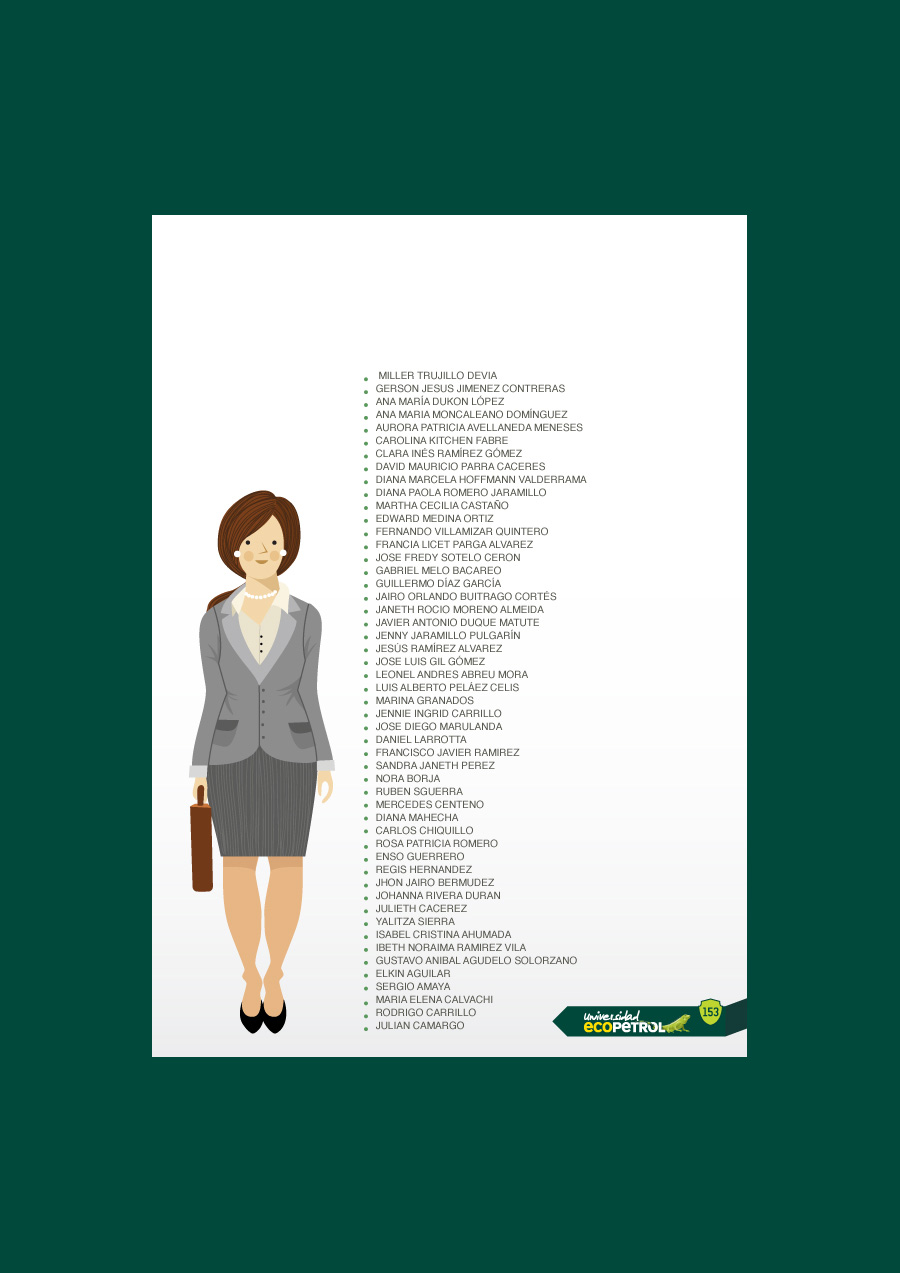 MILLER TRUJILLO DEVIA
GERSON JESUS JIMENEZ CONTRERAS
ANA MARÍA DUKON LÓPEZ
ANA MARIA MONCALEANO DOMÍNGUEZ
AURORA PATRICIA AVELLANEDA MENESES
CAROLINA KITCHEN FABRE
CLARA INÉS RAMÍREZ GÓMEZ
DAVID MAURICIO PARRA CACERES
DIANA MARCELA HOFFMANN VALDERRAMA
DIANA PAOLA ROMERO JARAMILLO
MARTHA CECILIA CASTAÑO
EDWARD MEDINA ORTIZ
FERNANDO VILLAMIZAR QUINTERO
FRANCIA LICET PARGA ALVAREZ
JOSE FREDY SOTELO CERON
GABRIEL MELO BACAREO
GUILLERMO DÍAZ GARCÍA
JAIRO ORLANDO BUITRAGO CORTÉS
JANETH ROCIO MORENO ALMEIDA
JAVIER ANTONIO DUQUE MATUTE
JENNY JARAMILLO PULGARÍN
JESÚS RAMÍREZ ALVAREZ
JOSE LUIS GIL GÓMEZ
LEONEL ANDRES ABREU MORA
LUIS ALBERTO PELÁEZ CELIS
MARINA GRANADOS
JENNIE INGRID CARRILLO
JOSE DIEGO MARULANDA
DANIEL LARROTTA
FRANCISCO JAVIER RAMIREZ
SANDRA JANETH PEREZ
NORA BORJA
RUBEN SGUERRA
MERCEDES CENTENO
DIANA MAHECHA
CARLOS CHIQUILLO
ROSA PATRICIA ROMERO
ENSO GUERRERO
REGIS HERNANDEZ
JHON JAIRO BERMUDEZ
JOHANNA RIVERA DURAN
JULIETH CACEREZ
YALITZA SIERRA
ISABEL CRISTINA AHUMADA
IBETH NORAIMA RAMIREZ VILA
GUSTAVO ANIBAL AGUDELO SOLORZANO
ELKIN AGUILAR
SERGIO AMAYA
MARIA ELENA CALVACHI
RODRIGO CARRILLO
JULIAN CAMARGO
universidad
ECOPETROL
153